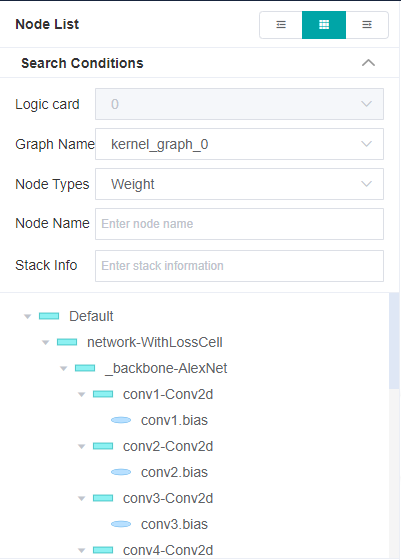 Node List
Search Conditions
Logic card 0
Graph Name kernel_graph_0
Node Types Weight
Node Name Enter node name
Stack Info Enter stack information
Default
network-WithLossCell
_backbone-AlexNet
conv1-Conv2d
conv1.bias
conv2-Conv2d
conv2.bias
conv3-Conv2d
conv3.bias
conv4-Conv2d